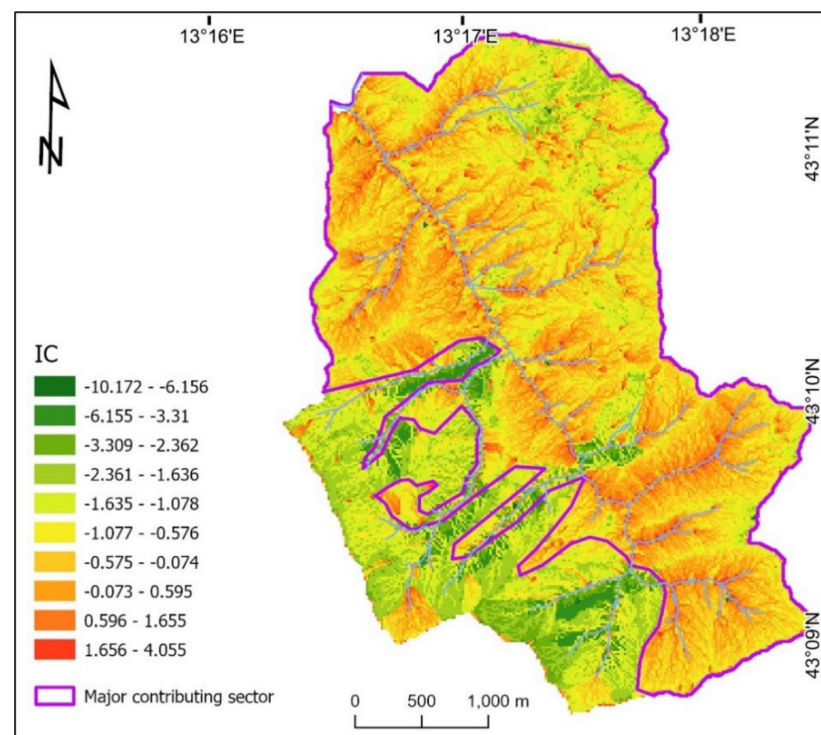 13°16'E 13°17'E 13°18'E
N
43°11'N
43°10'N
43°09'N
IC
-10.172 - -6.156
-6.155 - -3.31
-3.309 - -2.362
-2.361 - -1.636
-1.635 - -1.078
-1.077 - -0.576
-0.575 - -0.074
-0.073 - 0.595
0.596 - 1.655
1.656 - 4.055
Major contributing sector
0 500 1,000 m